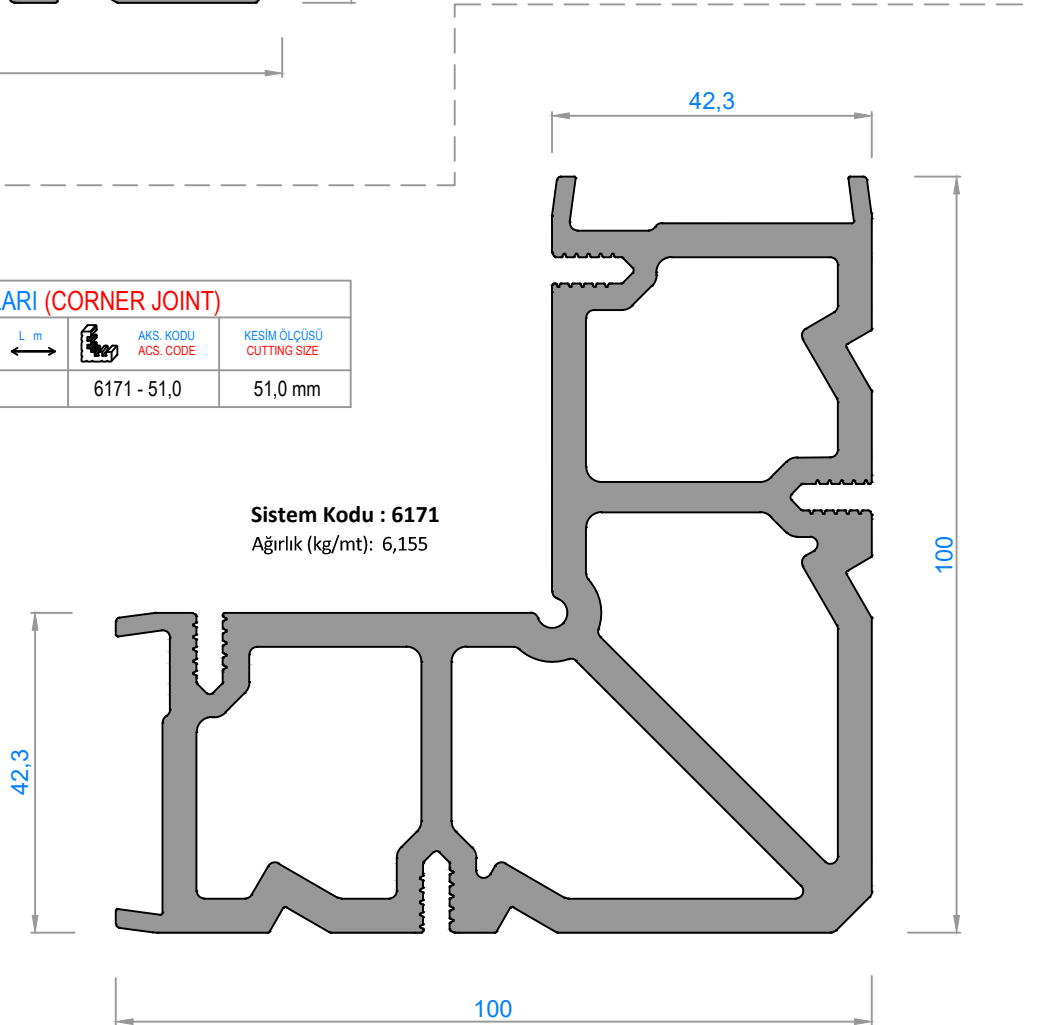 42,3
LARI (CORNER JOINT)
L m
AKS. KODU
ACS. CODE
KESİM ÖLÇÜSÜ
CUTTING SIZE
6171 - 51,0
51,0 mm
Sistem Kodu : 6171
Ağırlık (kg/mt): 6,155
100
42,3
100